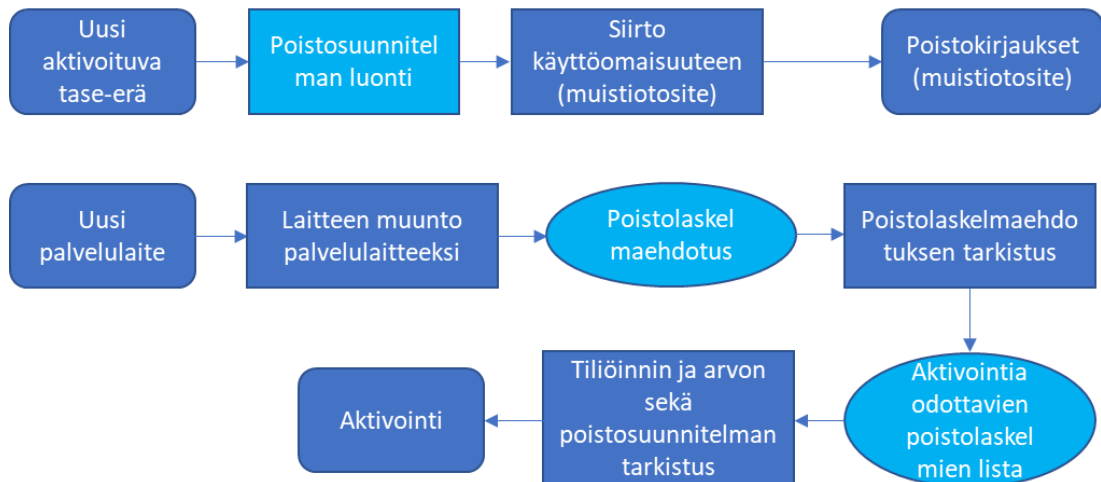 Uusi
aktivoituva
tase-erä
Poistosuunnitel
man luonti
Siirto
käyttöomaisuuteen
(muistiotosite)
Poistokirjaukset
(muistiotosite)
Uusi
palvelulaite
Laitteen muunto
palvelulaitteeksi
Poistolaskel
maehdotus
Poistolaskelmaehdo
tuksen tarkistus
Aktivointi
Tiliöinnin ja arvon
sekä
poistosuunnitelman
tarkistus
Aktivointia
odottavien
poistolaskel
mien lista